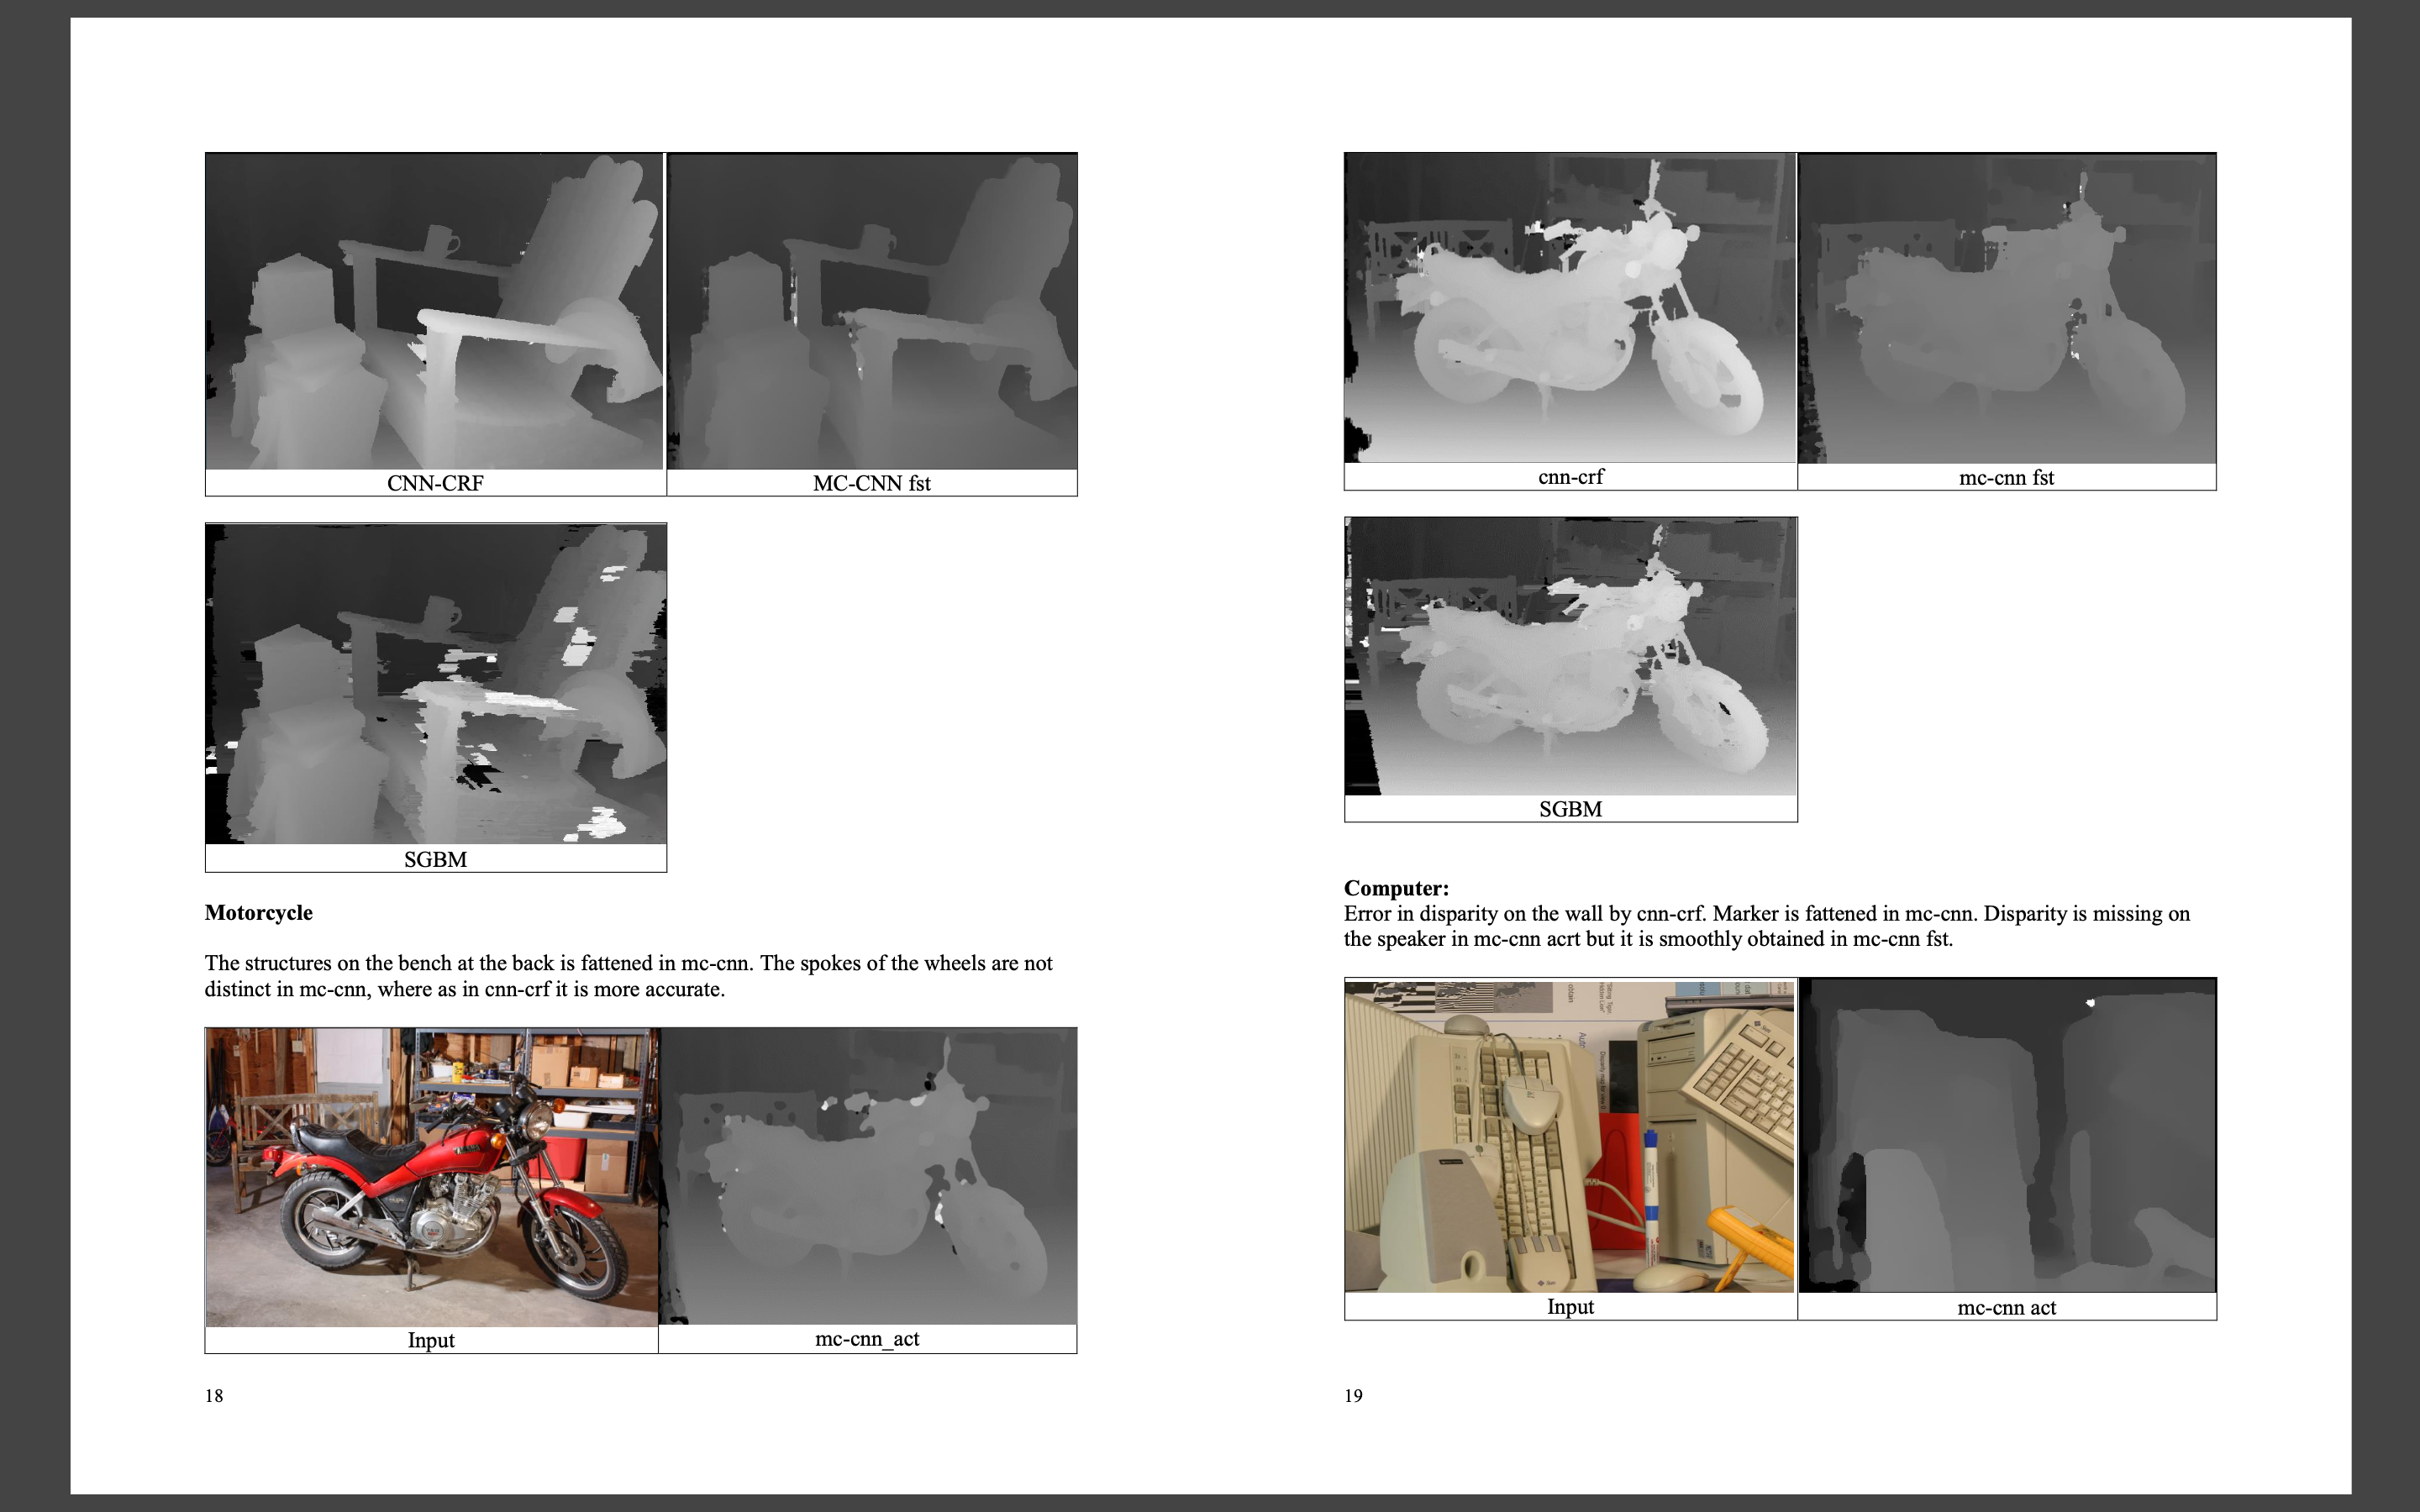 CNN-CRF
MC-CNN fst
SGBM
Motorcycle
The structures on the bench at the back is fattened in mc-cnn. The spokes of the wheels are not
distinct in mc-cnn, where as in cnn-crf it is more accurate.
Input
mc-cnn_act
18
cnn-crf
mc-cnn fst
SGBM
Computer:
Error in disparity on the wall by cnn-crf. Marker is fattened in mc-cnn. Disparity is missing on
the speaker in mc-cnn acrt but it is smoothly obtained in mc-cnn fst.
Input
mc-cnn act
19